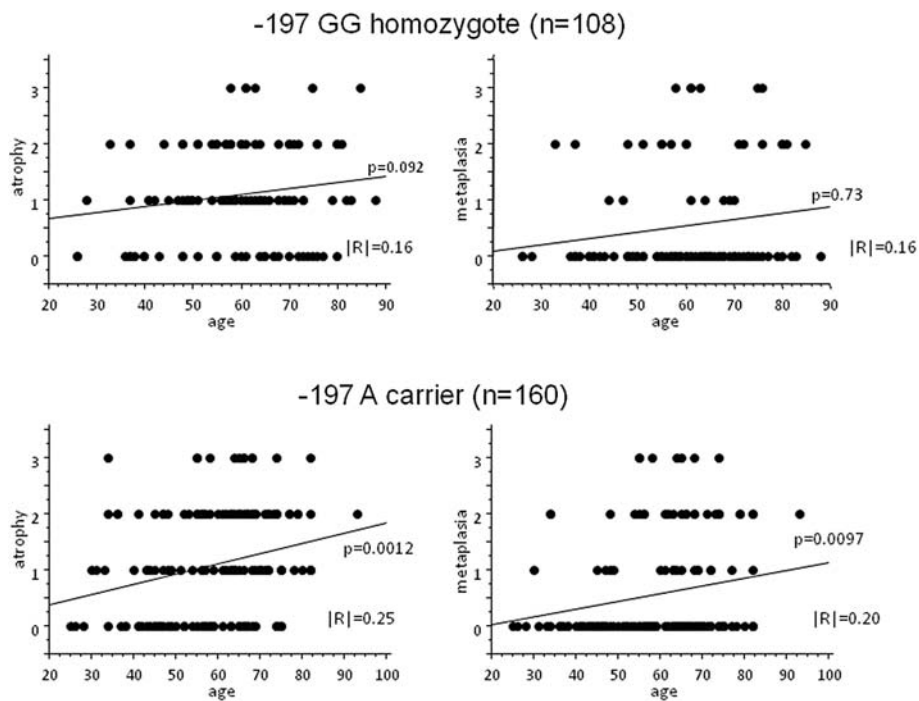 -197 GG homozygote (n=108)
3
2
1
0
atrophy
p=0.092
|R|=0.16
20 30 40 50 60 70 80 90
age
3
2
1
0
metaplasia
p=0.73
|R|=0.16
20 30 40 50 60 70 80 90
age
-197 A carrier (n=160)
3
2
1
0
atrophy
p=0.0012
|R|=0.25
20 30 40 50 60 70 80 90 100
age
3
2
1
0
metaplasia
p=0.0097
|R|=0.20
20 30 40 50 60 70 80 90 100
age